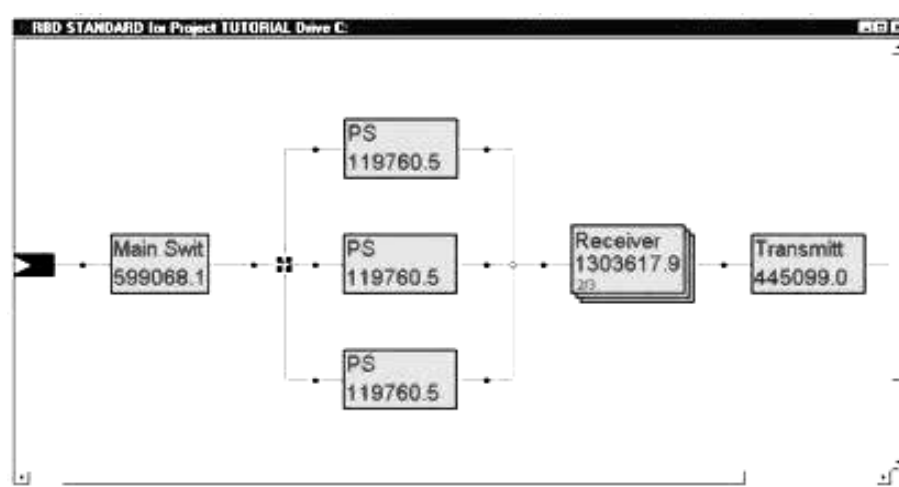 RBD STANDARD for Project TUTORIAL Drive C:
PS
119760.5
Main Swit
599068.1
PS
119760.5
Receiver
1303617.9
2/3
Transmitt
445099.0
PS
119760.5